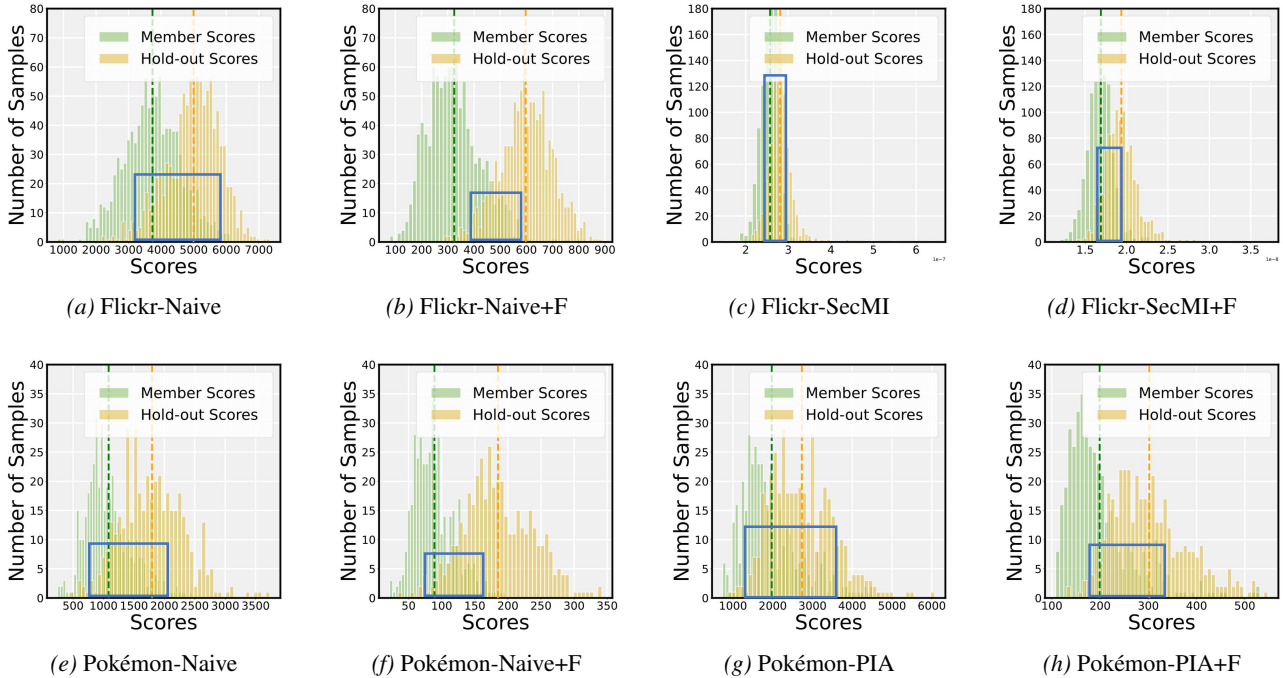 Number of Samples
80
70
60
50
40
30
20
10
0
Member Scores
Hold-out Scores
1000 2000 3000 4000 5000 6000 7000
Scores
(a) Flickr-Naive
Number of Samples
80
70
60
50
40
30
20
10
0
Member Scores
Hold-out Scores
100 200 300 400 500 600 700 800 900
Scores
(b) Flickr-Naive+F
Number of Samples
180
160
140
120
100
80
60
40
20
0
Member Scores
Hold-out Scores
2 3 4 5 6
1e-7
Scores
(c) Flickr-SecMI
Number of Samples
180
160
140
120
100
80
60
40
20
0
Member Scores
Hold-out Scores
1.5 2.0 2.5 3.0 3.5
1e-8
Scores
(d) Flickr-SecMI+F
Number of Samples
40
35
30
25
20
15
10
5
0
Member Scores
Hold-out Scores
500 1000 1500 2000 2500 3000 3500
Scores
(e) Pokémon-Naive
Number of Samples
40
35
30
25
20
15
10
5
0
Member Scores
Hold-out Scores
50 100 150 200 250 300 350
Scores
(f) Pokémon-Naive+F
Number of Samples
40
35
30
25
20
15
10
5
0
Member Scores
Hold-out Scores
1000 2000 3000 4000 5000 6000
Scores
(g) Pokémon-PIA
Number of Samples
40
35
30
25
20
15
10
5
0
Member Scores
Hold-out Scores
100 200 300 400 500
Scores
(h) Pokémon-PIA+F